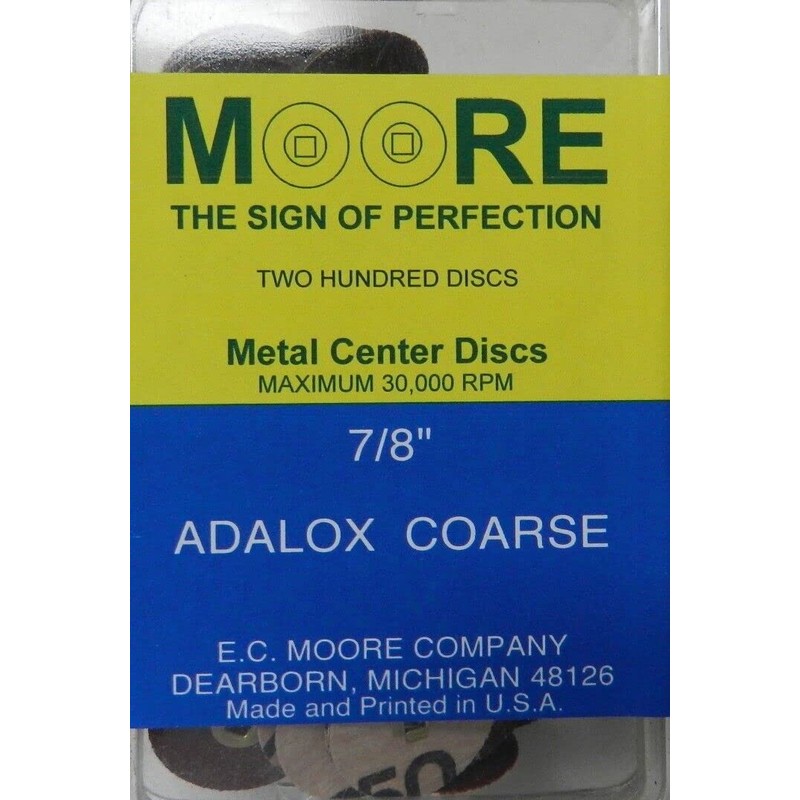 MOORE
THE SIGN OF PERFECTION
TWO HUNDRED DISCS
Metal Center Discs
MAXIMUM 30,000 RPM
7/8"
ADALOX COARSE
E.C. MOORE COMPANY
DEARBORN, MICHIGAN 48126
Made and Printed in U.S.A.